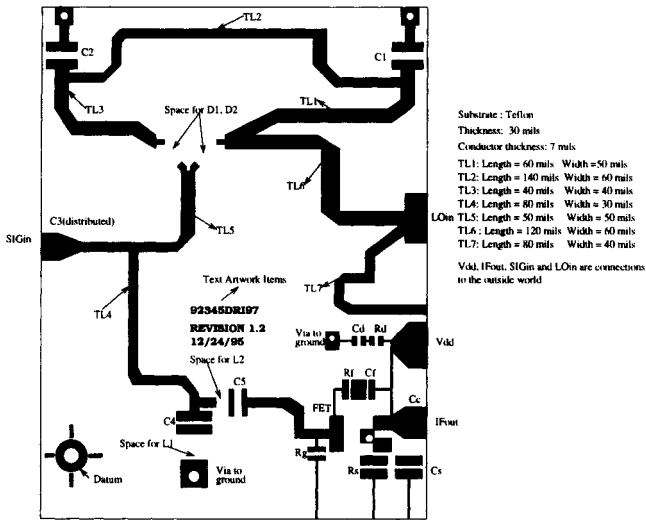 TL2
C2
C1
TL3
Space for D1, D2
TL1
Substrate : Teflon
Thickness: 30 mils
Conductor thickness: 7 mils
TL1: Length = 60 mils Width =50 mils
TL2: Length = 140 mils Width = 60 mils
TL3: Length = 40 mils Width = 40 mils
TL4: Length = 80 mils Width = 30 mils
TL5: Length = 50 mils Width = 50 mils
TL6 : Length = 120 mils Width = 60 mils
TL7: Length = 80 mils Width = 40 mils
Vdd, IFout, SIGin and LOin are connections
to the outside world
TL6
LOin
C3(distributed)
SIGin
TL5
TL4
Text Artwork Items
TL7
92345DRI97
REVISION 1.2
12/24/95
Via to
ground
Cd
Rd
Vdd
Space for L2
C5
Rf
Cf
FET
Cc
IFout
C4
Space for L1
Rg
Rs
Cs
Datum
Via to
ground